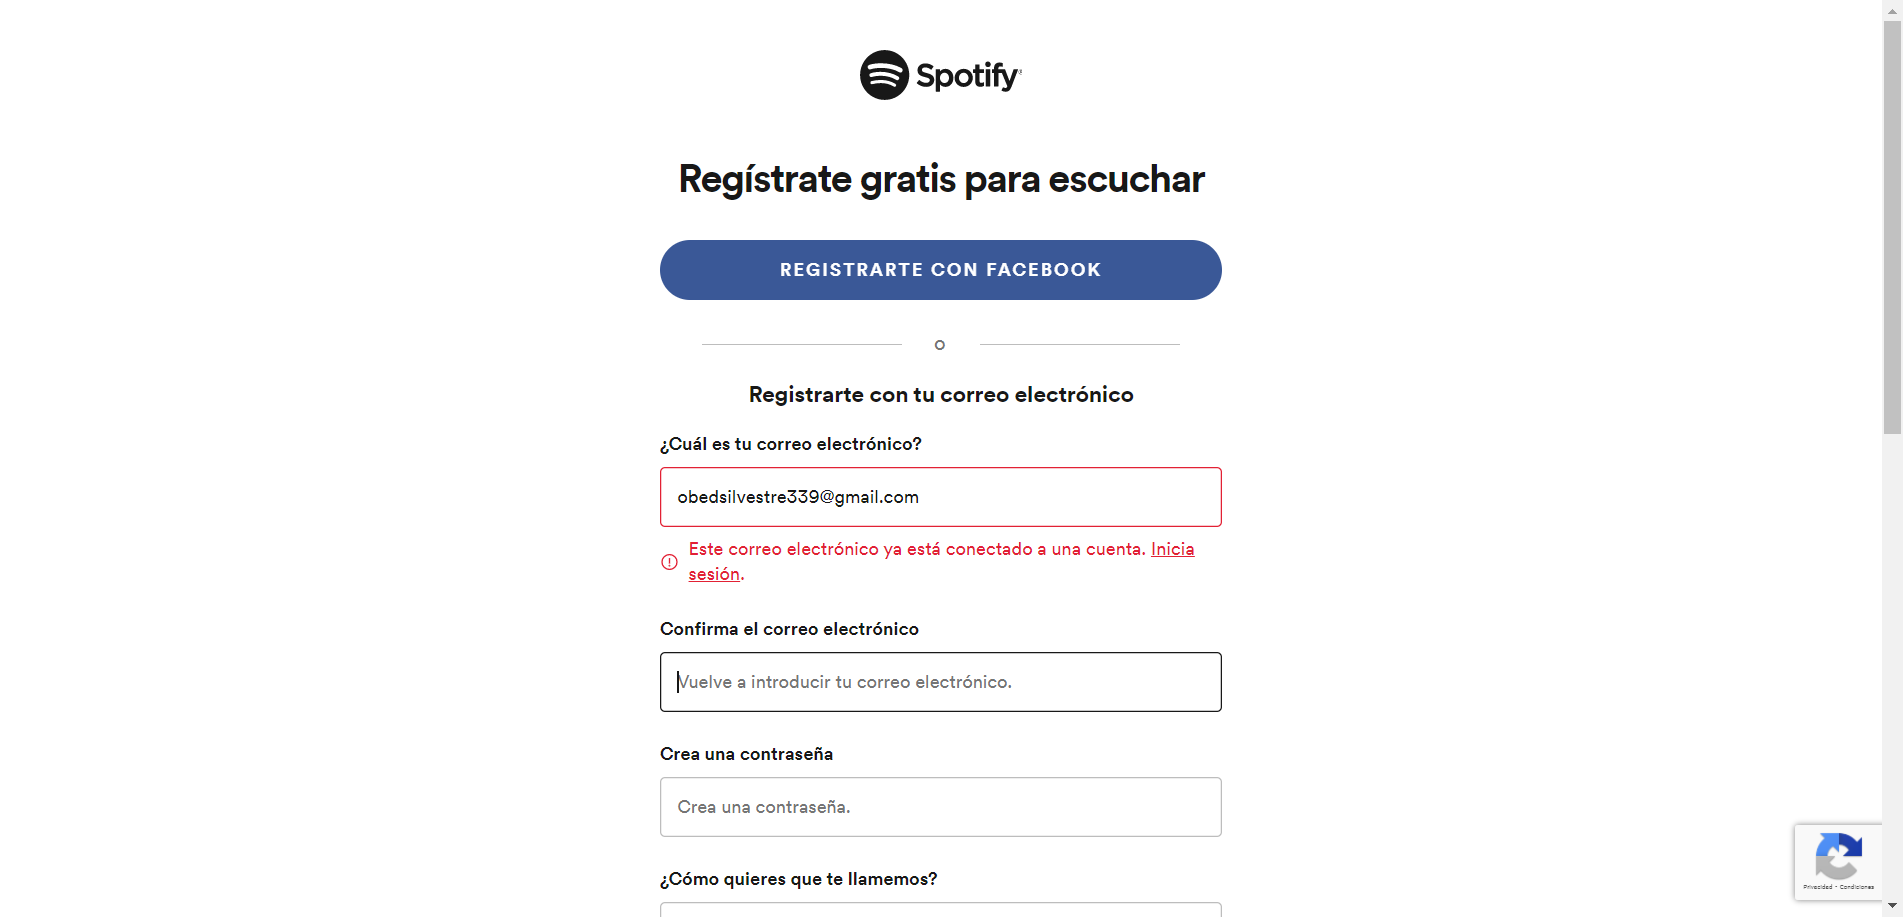 Spotify
Regístrate gratis para escuchar
REGISTRARTE CON FACEBOOK
o
Registrarte con tu correo electrónico
¿Cuál es tu correo electrónico?
obedsilvestre339@gmail.com
Este correo electrónico ya está conectado a una cuenta. Inicia
sesión.
Confirma el correo electrónico
Vuelve a introducir tu correo electrónico.
Crea una contraseña
Crea una contraseña.
¿Cómo quieres que te llamemos?
Privacidad - Condiciones